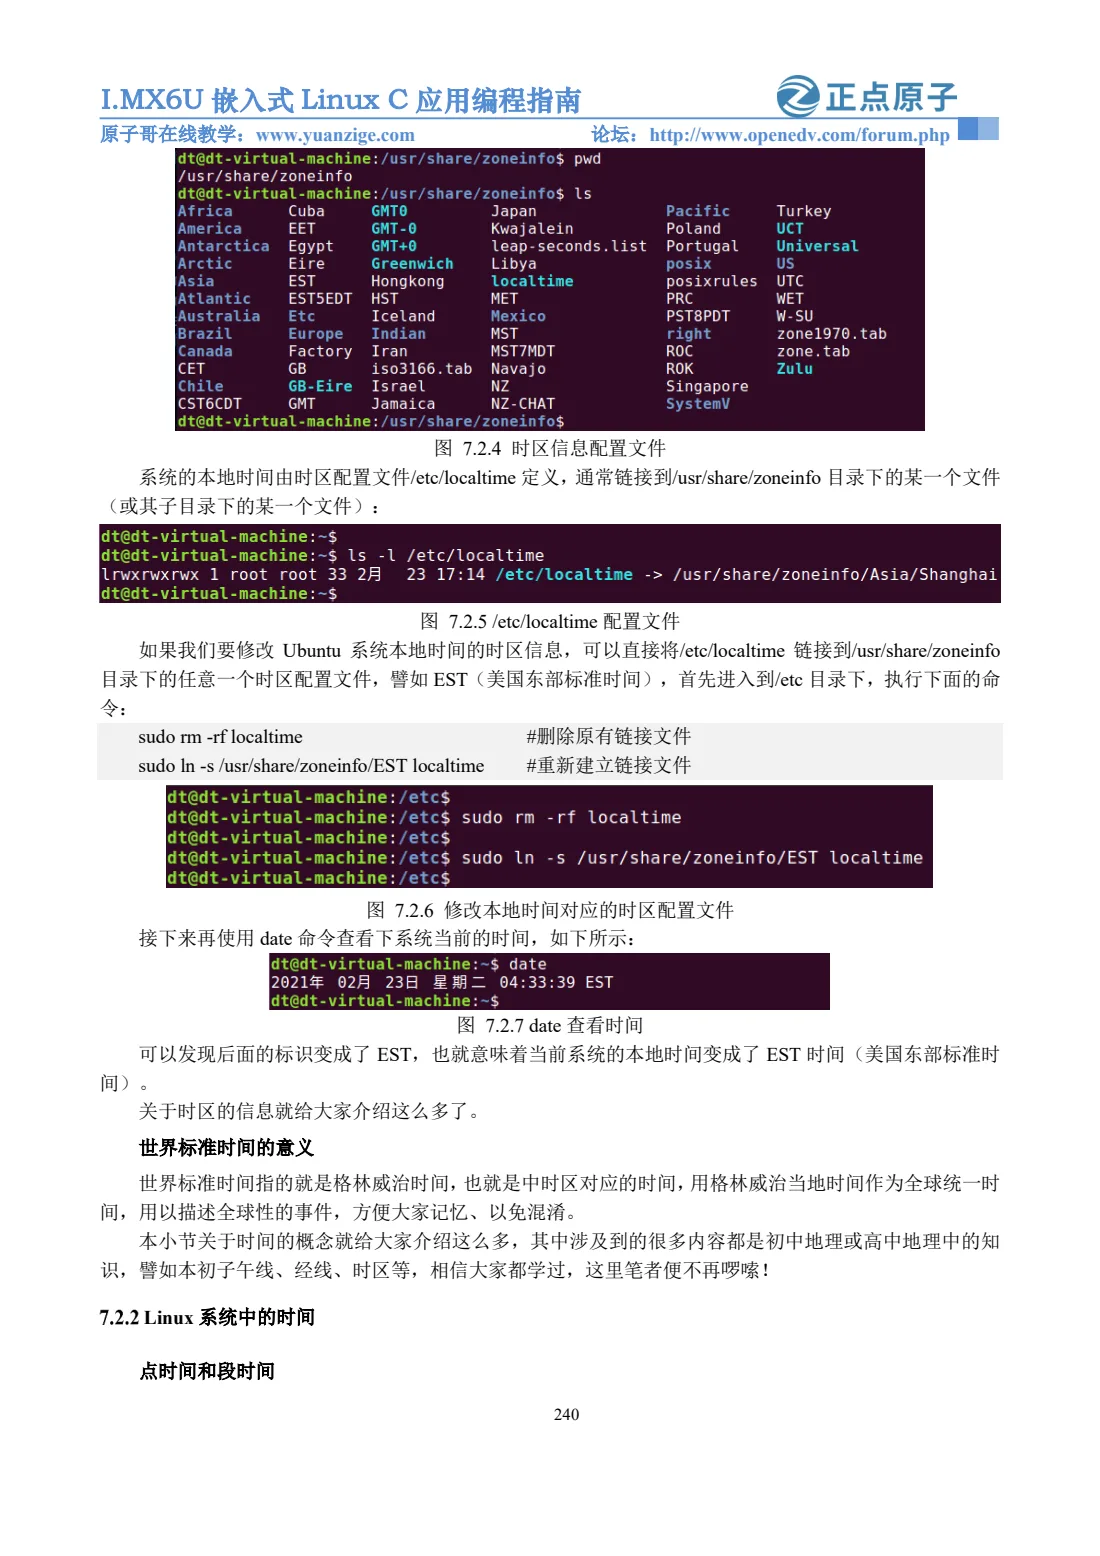 I.MX6U 嵌入式 Linux C 应用编程指南
正点原子
原子哥在线教学：www.yuanzige.com 论坛：http://www.openedv.com/forum.php
dt@dt-virtual-machine:/usr/share/zoneinfo$ pwd
/usr/share/zoneinfo
dt@dt-virtual-machine:/usr/share/zoneinfo$ ls
Africa Cuba GMT0 Japan Pacific Turkey
America EET GMT-0 Kwajalein Poland UCT
Antarctica Egypt GMT+0 leap-seconds.list Portugal Universal
Arctic Eire Greenwich Libya posix US
Asia EST Hongkong localtime posixrules UTC
Atlantic EST5EDT HST MET PRC WET
Australia Etc Iceland Mexico PST8PDT W-SU
Brazil Europe Indian MST right zone1970.tab
Canada Factory Iran MST7MDT ROC zone.tab
CET GB iso3166.tab Navajo ROK Zulu
Chile GB-Eire Israel NZ Singapore
CST6CDT GMT Jamaica NZ-CHAT SystemV
dt@dt-virtual-machine:/usr/share/zoneinfo$
图 7.2.4 时区信息配置文件
系统的本地时间由时区配置文件/etc/localtime 定义，通常链接到/usr/share/zoneinfo 目录下的某一个文件
（或其子目录下的某一个文件）：
dt@dt-virtual-machine:~$
dt@dt-virtual-machine:~$ ls -l /etc/localtime
lrwxrwxrwx 1 root root 33 2月 23 17:14 /etc/localtime -> /usr/share/zoneinfo/Asia/Shanghai
dt@dt-virtual-machine:~$
图 7.2.5 /etc/localtime 配置文件
如果我们要修改 Ubuntu 系统本地时间的时区信息，可以直接将/etc/localtime 链接到/usr/share/zoneinfo
目录下的任意一个时区配置文件，譬如 EST（美国东部标准时间），首先进入到/etc 目录下，执行下面的命
令：
sudo rm -rf localtime #删除原有链接文件
sudo ln -s /usr/share/zoneinfo/EST localtime #重新建立链接文件
dt@dt-virtual-machine:/etc$
dt@dt-virtual-machine:/etc$ sudo rm -rf localtime
dt@dt-virtual-machine:/etc$
dt@dt-virtual-machine:/etc$ sudo ln -s /usr/share/zoneinfo/EST localtime
dt@dt-virtual-machine:/etc$
图 7.2.6 修改本地时间对应的时区配置文件
接下来再使用 date 命令查看下系统当前的时间，如下所示：
dt@dt-virtual-machine:~$ date
2021年 02月 23日 星期二 04:33:39 EST
dt@dt-virtual-machine:~$
图 7.2.7 date 查看时间
可以发现后面的标识变成了 EST，也就意味着当前系统的本地时间变成了 EST 时间（美国东部标准时
间）。
关于时区的信息就给大家介绍这么多了。
世界标准时间的意义
世界标准时间指的就是格林威治时间，也就是中时区对应的时间，用格林威治当地时间作为全球统一时
间，用以描述全球性的事件，方便大家记忆、以免混淆。
本小节关于时间的概念就给大家介绍这么多，其中涉及到的很多内容都是初中地理或高中地理中的知
识，譬如本初子午线、经线、时区等，相信大家都学过，这里笔者便不再啰嗦！
7.2.2 Linux 系统中的时间
点时间和段时间
240